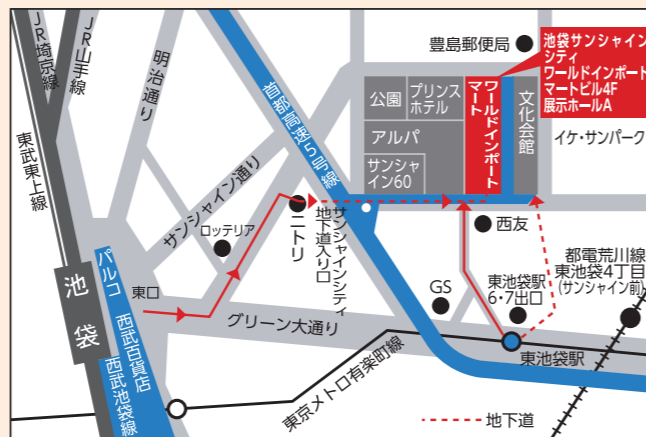 JR埼京線
JR山手線
明治通り
東武東上線
首都高速5号線
豊島郵便局
池袋サンシャイン
シティ
ワールドインポート
マートビル4F
展示ホールA
公園
プリンス
ホテル
ワールドインポート
マート
文化会館
アルパ
サンシャ
イン60
イケ・サンパーク
サンシャイン通り
ロッテリア
ニトリ
サンシャインシティ
地下道入り口
西友
都電荒川線
東池袋4丁目
(サンシャイン前)
GS
東池袋駅
6・7出口
パルコ
池袋
東口
西武百貨店
西武池袋線
グリーン大通り
東池袋駅
東京メトロ有楽町線
地下道